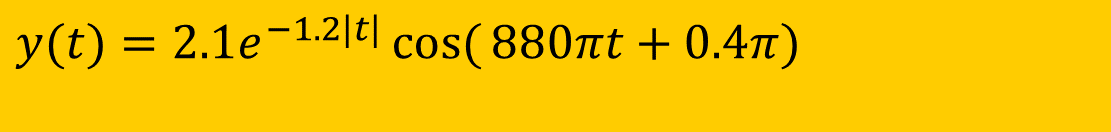 y(t) = 2.1e^{-1.2|t|} cos( 880πt + 0.4π)